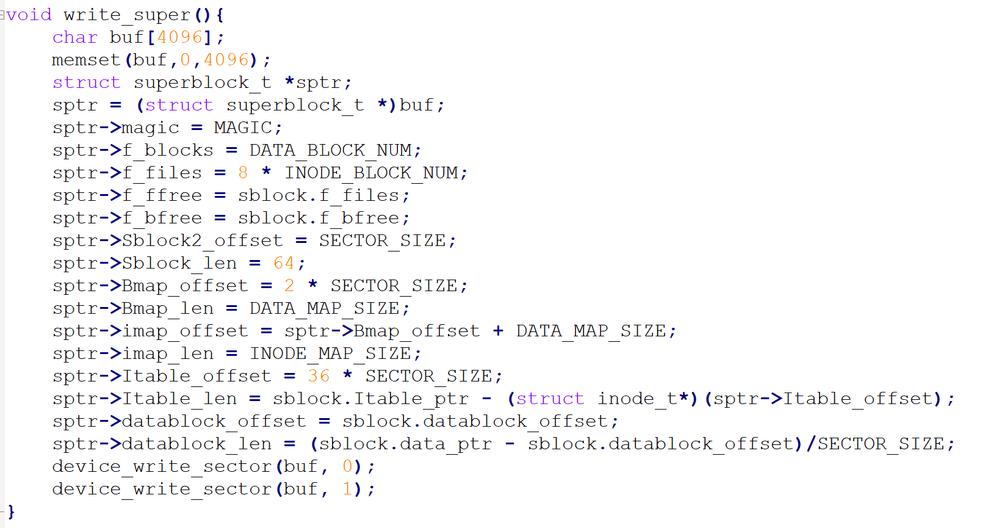 void write_super(){
    char buf[4096];
    memset(buf,0,4096);
    struct superblock_t *sptr;
    sptr = (struct superblock_t *)buf;
    sptr->magic = MAGIC;
    sptr->f_blocks = DATA_BLOCK_NUM;
    sptr->f_files = 8 * INODE_BLOCK_NUM;
    sptr->f_ffree = sblock.f_files;
    sptr->f_bfree = sblock.f_bfree;
    sptr->Sblock2_offset = SECTOR_SIZE;
    sptr->Sblock_len = 64;
    sptr->Bmap_offset = 2 * SECTOR_SIZE;
    sptr->Bmap_len = DATA_MAP_SIZE;
    sptr->imap_offset = sptr->Bmap_offset + DATA_MAP_SIZE;
    sptr->imap_len = INODE_MAP_SIZE;
    sptr->Itable_offset = 36 * SECTOR_SIZE;
    sptr->Itable_len = sblock.Itable_ptr - (struct inode_t*)(sptr->Itable_offset);
    sptr->datablock_offset = sblock.datablock_offset;
    sptr->datablock_len = (sblock.data_ptr - sblock.datablock_offset)/SECTOR_SIZE;
    device_write_sector(buf, 0);
    device_write_sector(buf, 1);
}